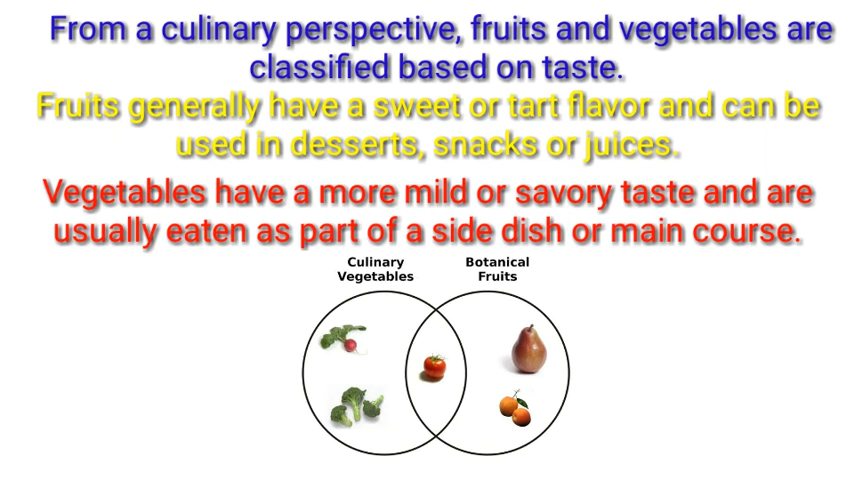 From a culinary perspective, fruits and vegetables are
classified based on taste.
Fruits generally have a sweet or tart flavor and can be
used in desserts, snacks or juices.
Vegetables have a more mild or savory taste and are
usually eaten as part of a side dish or main course.
Culinary
Vegetables
Botanical
Fruits